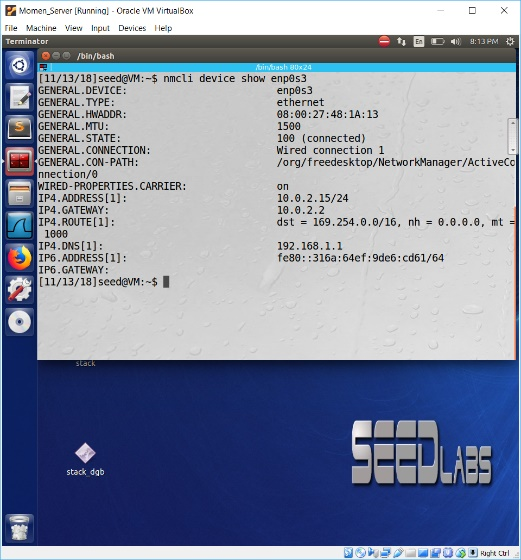 Momen_Server [Running] - Oracle VM VirtualBox
File Machine View Input Devices Help
Terminator En 8:13 PM
/bin/bash
/bin/bash 80x24
[11/13/18]seed@VM:~$ nmcli device show enp0s3
GENERAL.DEVICE: enp0s3
GENERAL.TYPE: ethernet
GENERAL.HWADDR: 08:00:27:48:1A:13
GENERAL.MTU: 1500
GENERAL.STATE: 100 (connected)
GENERAL.CONNECTION: Wired connection 1
GENERAL.CON-PATH: /org/freedesktop/NetworkManager/ActiveCo
nnection/0
WIRED-PROPERTIES.CARRIER: on
IP4.ADDRESS[1]: 10.0.2.15/24
IP4.GATEWAY: 10.0.2.2
IP4.ROUTE[1]: dst = 169.254.0.0/16, nh = 0.0.0.0, mt =
1000
IP4.DNS[1]: 192.168.1.1
IP6.ADDRESS[1]: fe80::316a:64ef:9de6:cd61/64
IP6.GATEWAY:
[11/13/18]seed@VM:~$
stack
stack_dgb
SEEDLABS
Right Ctrl